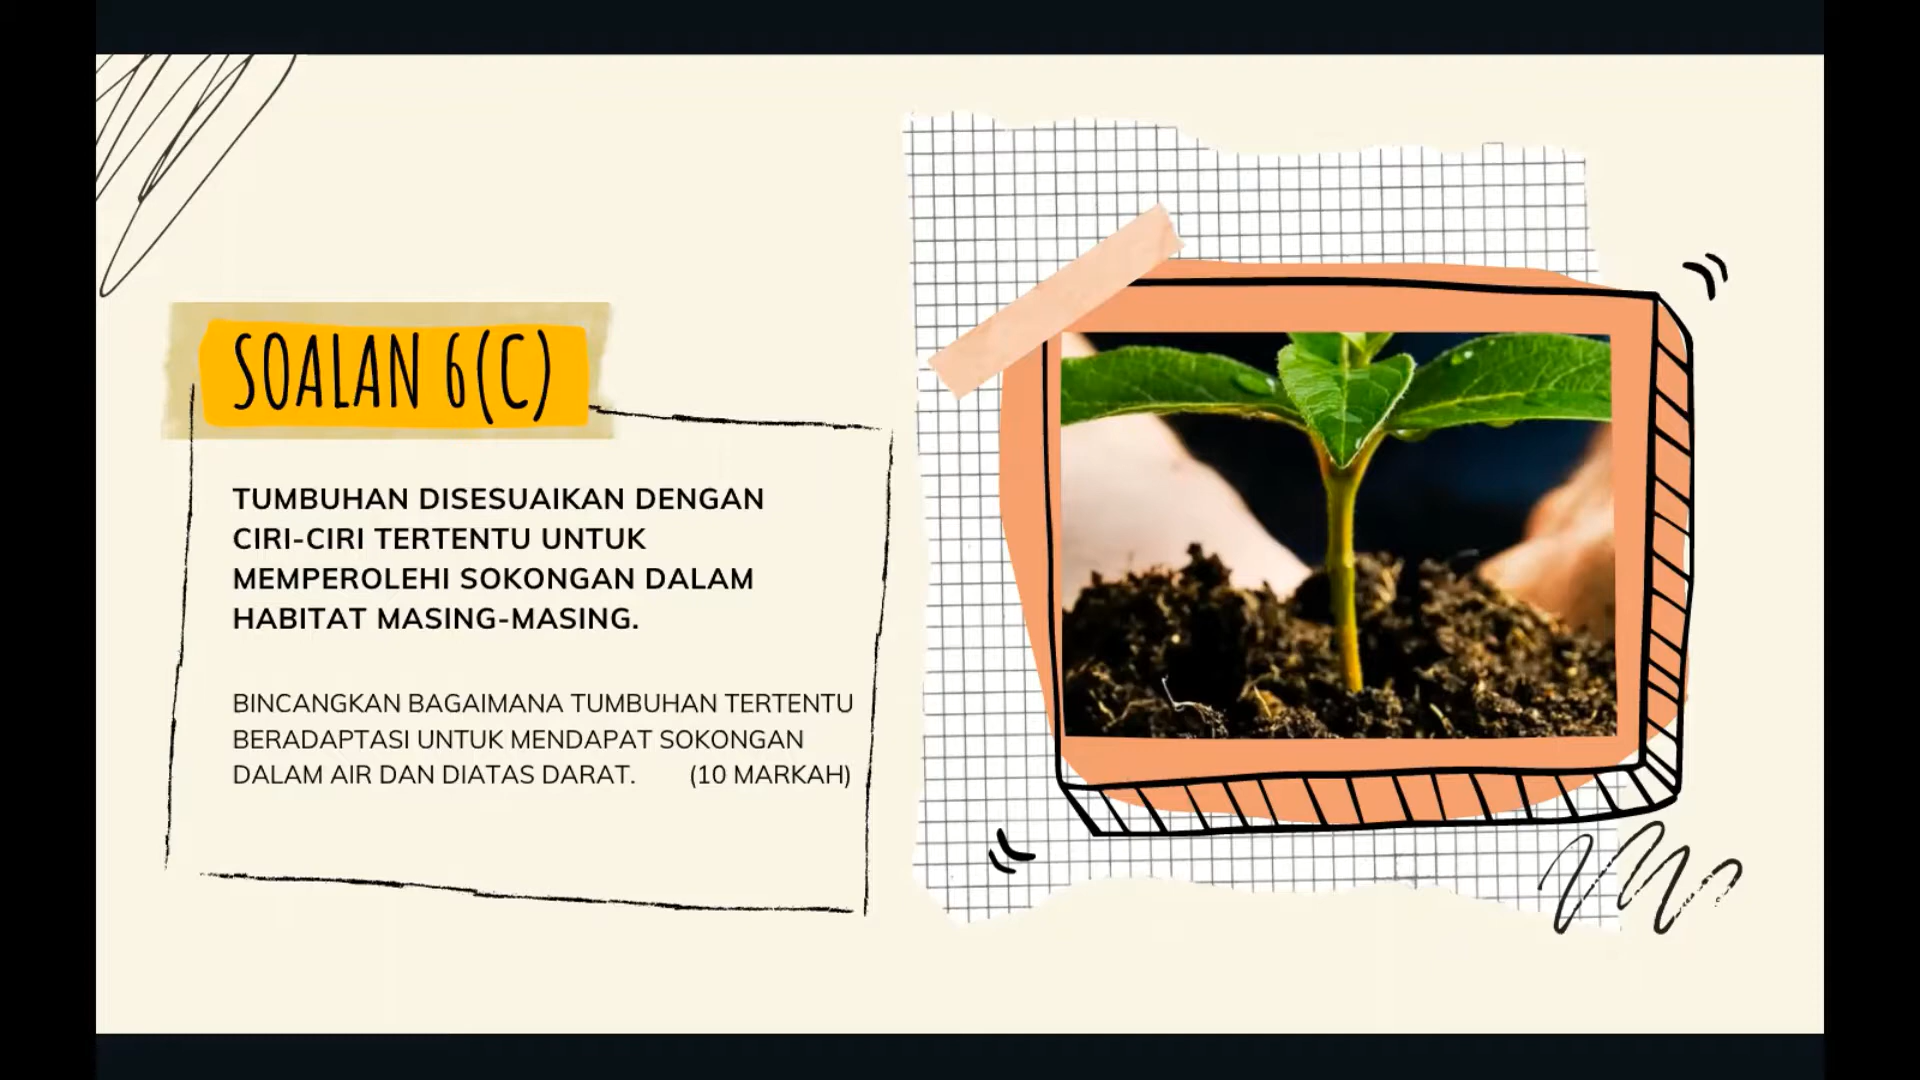 SOALAN 6(C)
TUMBUHAN DISESUAIKAN DENGAN
CIRI-CIRI TERTENTU UNTUK
MEMPEROLEHI SOKONGAN DALAM
HABITAT MASING-MASING.
BINCANGKAN BAGAIMANA TUMBUHAN TERTENTU
BERADAPTASI UNTUK MENDAPAT SOKONGAN
DALAM AIR DAN DIATAS DARAT. (10 MARKAH)